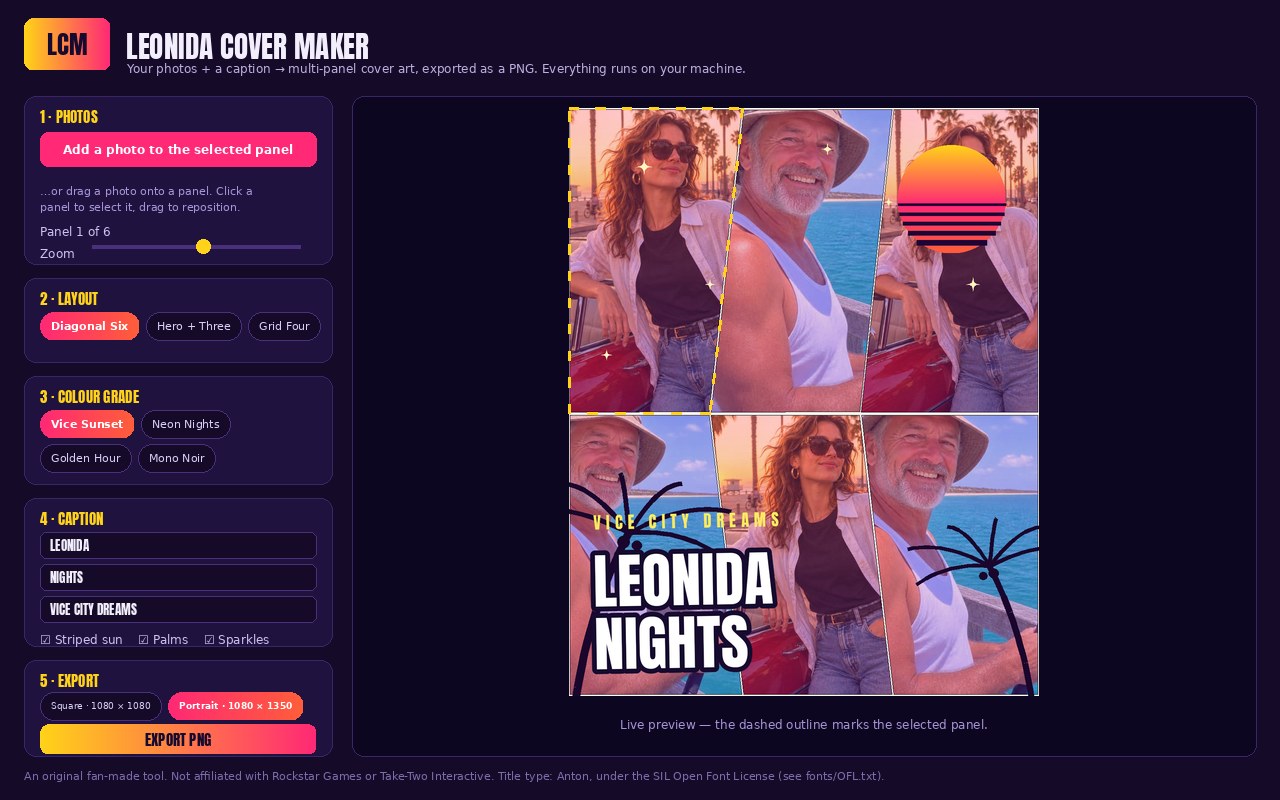 LCM
LEONIDA COVER MAKER
Your photos + a caption → multi-panel cover art, exported as a PNG. Everything runs on your machine.
1 · PHOTOS
Add a photo to the selected panel
…or drag a photo onto a panel. Click a
panel to select it, drag to reposition.
Panel 1 of 6
Zoom
2 · LAYOUT
Diagonal Six
Hero + Three
Grid Four
3 · COLOUR GRADE
Vice Sunset
Neon Nights
Golden Hour
Mono Noir
4 · CAPTION
LEONIDA
NIGHTS
VICE CITY DREAMS
☑ Striped sun ☑ Palms ☑ Sparkles
5 · EXPORT
Square · 1080 × 1080
Portrait · 1080 × 1350
EXPORT PNG
VICE CITY DREAMS
LEONIDA
NIGHTS
Live preview — the dashed outline marks the selected panel.
An original fan-made tool. Not affiliated with Rockstar Games or Take-Two Interactive. Title type: Anton, under the SIL Open Font License (see fonts/OFL.txt).